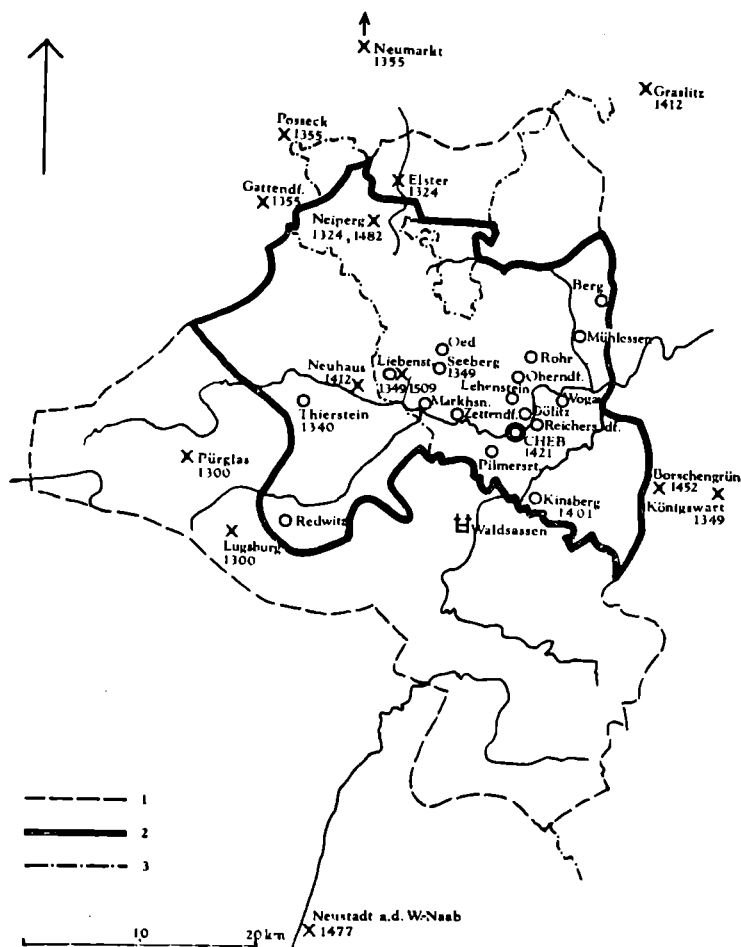 Neumarkt
1355
Graslitz
1412
Posseck
1355
Elster
1324
Gattendf.
1355
Neiperg
1324, 1482
Berg
Mühlessen
Oed
Rohr
Liebenst.
Seeberg
1349
Neuhaus
1412
1349
1509
Oberndf.
Lehenstein
Thierstein
1340
Markhsn.
Zettendf.
Dölitz
Vogau
Reichersdf.
CHEB
1421
Pürglas
1300
Pilmersrt.
Borschengrün
1452
Königswart
1349
Kinsberg
1401
Redwitz
Waldsassen
Lugsburg
1300
1
2
3
10
20 km
Neustadt a.d. W.-Naab
1477